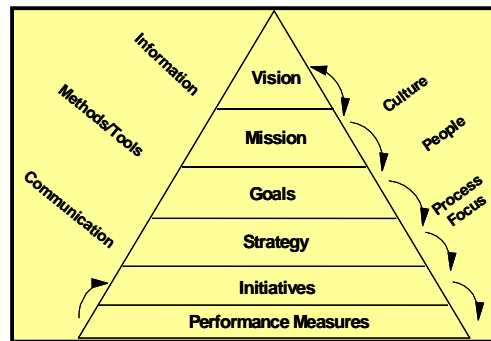 Information
Methods/Tools
Communication
Vision
Mission
Goals
Strategy
Initiatives
Performance Measures
Culture
People
Process
Focus